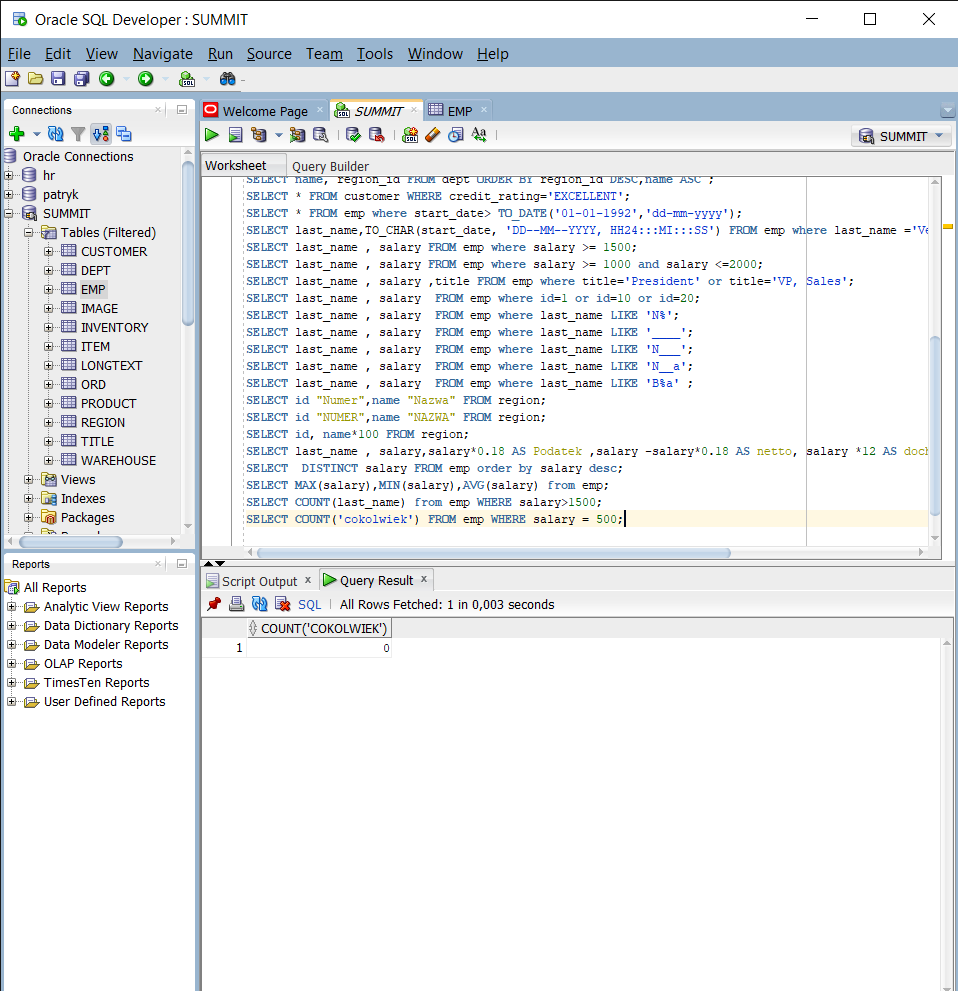 Oracle SQL Developer : SUMMIT
File Edit View Navigate Run Source Team Tools Window Help
Connections
Oracle Connections
hr
patryk
SUMMIT
Tables (Filtered)
CUSTOMER
DEPT
EMP
IMAGE
INVENTORY
ITEM
LONGTEXT
ORD
PRODUCT
REGION
TITLE
WAREHOUSE
Views
Indexes
Packages
Reports
All Reports
Analytic View Reports
Data Dictionary Reports
Data Modeler Reports
OLAP Reports
TimesTen Reports
User Defined Reports
Welcome Page SUMMIT EMP
SUMMIT
Worksheet Query Builder
SELECT name, region_id FROM dept ORDER BY region_id DESC,name ASC ;
SELECT * FROM customer WHERE credit_rating='EXCELLENT';
SELECT * FROM emp where start_date> TO_DATE('01-01-1992','dd-mm-yyyy');
SELECT last_name,TO_CHAR(start_date, 'DD--MM--YYYY, HH24:::MI:::SS') FROM emp where last_name ='Ve
SELECT last_name , salary FROM emp where salary >= 1500;
SELECT last_name , salary FROM emp where salary >= 1000 and salary <=2000;
SELECT last_name , salary ,title FROM emp where title='President' or title='VP, Sales';
SELECT last_name , salary  FROM emp where id=1 or id=10 or id=20;
SELECT last_name , salary  FROM emp where last_name LIKE 'N%';
SELECT last_name , salary  FROM emp where last_name LIKE '____';
SELECT last_name , salary  FROM emp where last_name LIKE 'N___';
SELECT last_name , salary  FROM emp where last_name LIKE 'N__a';
SELECT last_name , salary  FROM emp where last_name LIKE 'B%a' ;
SELECT id "Numer",name "Nazwa" FROM region;
SELECT id "NUMER",name "NAZWA" FROM region;
SELECT id, name*100 FROM region;
SELECT last_name , salary,salary*0.18 AS Podatek ,salary -salary*0.18 AS netto, salary *12 AS doch
SELECT  DISTINCT salary FROM emp order by salary desc;
SELECT MAX(salary),MIN(salary),AVG(salary) from emp;
SELECT COUNT(last_name) from emp WHERE salary>1500;
SELECT COUNT('cokolwiek') FROM emp WHERE salary = 500;
Script Output x Query Result x
SQL | All Rows Fetched: 1 in 0,003 seconds
COUNT('COKOLWIEK')
1 0